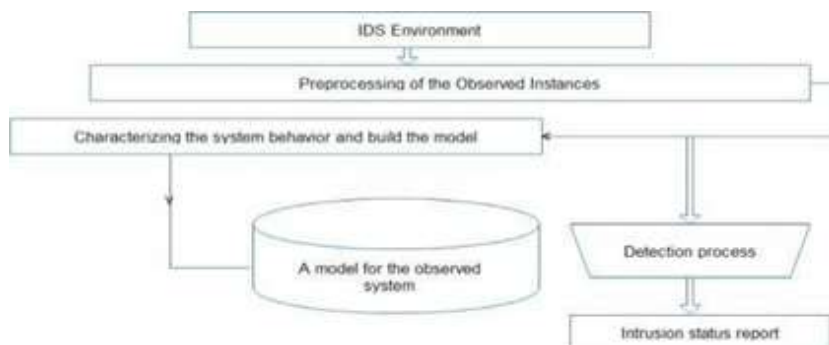 IDS Environment
Preprocessing of the Observed Instances
Characterizing the system behavior and build the model
A model for the observed
system
Detection process
Intrusion status report